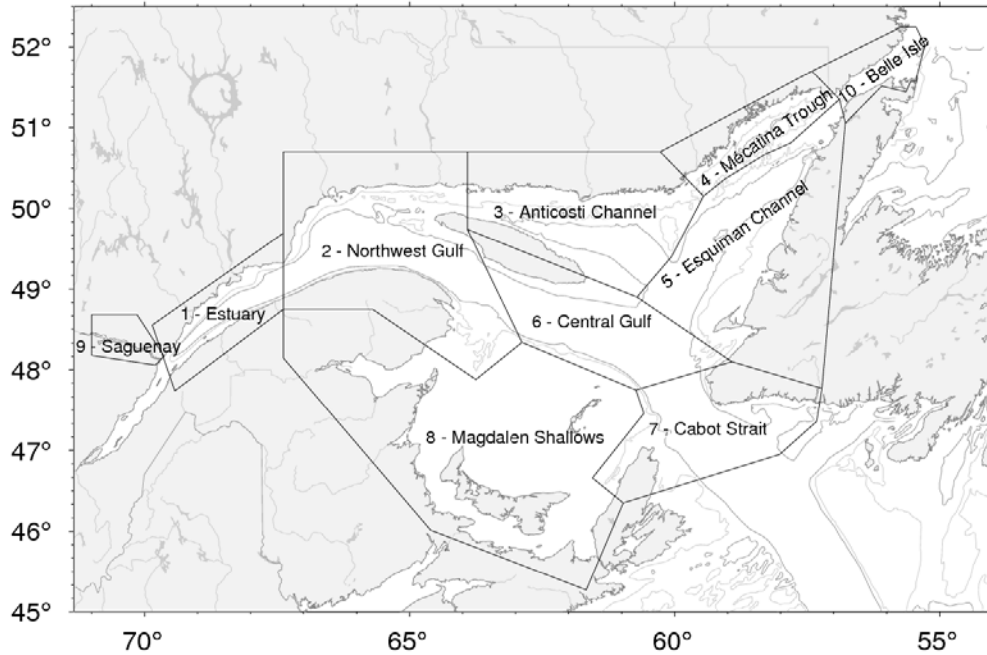 52°
51°
50°
49°
48°
47°
46°
45°
10 - Belle Isle
4 - Mécatina Trough
3 - Anticosti Channel
5 - Esquiman Channel
2 - Northwest Gulf
1 - Estuary
6 - Central Gulf
9 - Saguenay
7 - Cabot Strait
8 - Magdalen Shallows
70°
65°
60°
55°